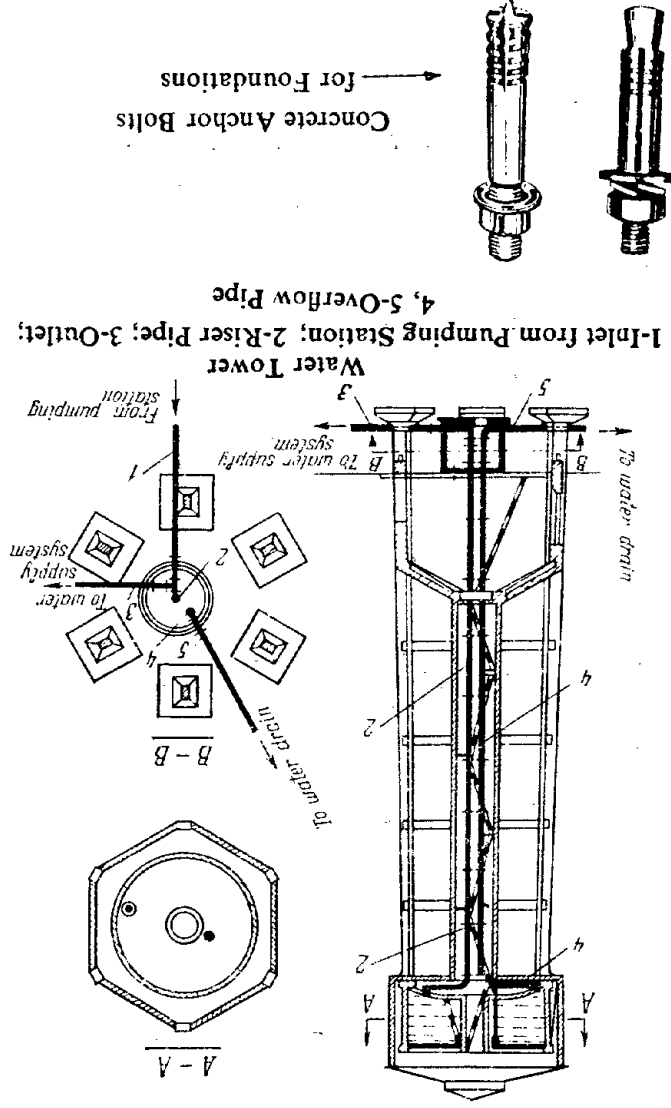 A – A
A
A
4
2
4
2
B
B
To water drain
To water supply
system
5
3
B – B
To water drain
5
4
3
To water
supply
system
2
1
From pumping
station
Water Tower
1-Inlet from Pumping Station; 2-Riser Pipe; 3-Outlet;
4, 5-Overflow Pipe
Concrete Anchor Bolts
for Foundations